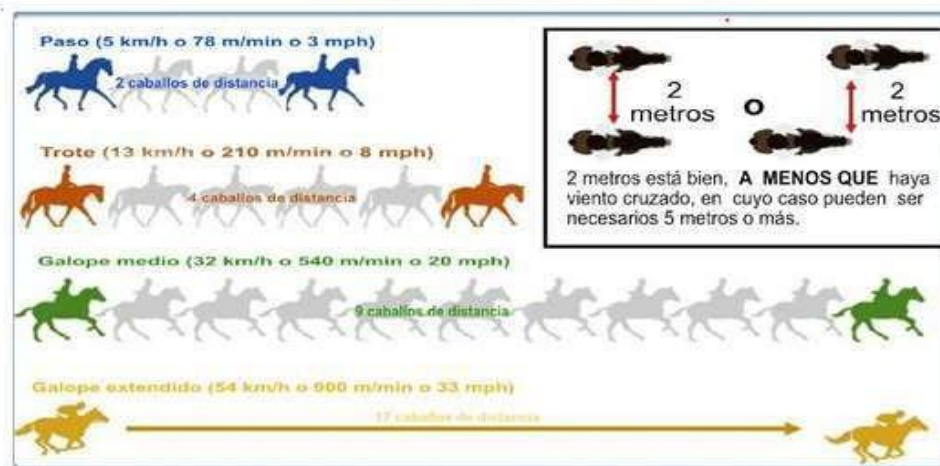 Paso (5 km/h o 78 m/min o 3 mph)
2 caballos de distancia
Trote (13 km/h o 210 m/min o 8 mph)
4 caballos de distancia
Galope medio (32 km/h o 540 m/min o 20 mph)
9 caballos de distancia
Galope extendido (54 km/h o 900 m/min o 33 mph)
17 caballos de distancia
2
metros
O
2
metros
2 metros está bien, A MENOS QUE haya
viento cruzado, en cuyo caso pueden ser
necesarios 5 metros o más.